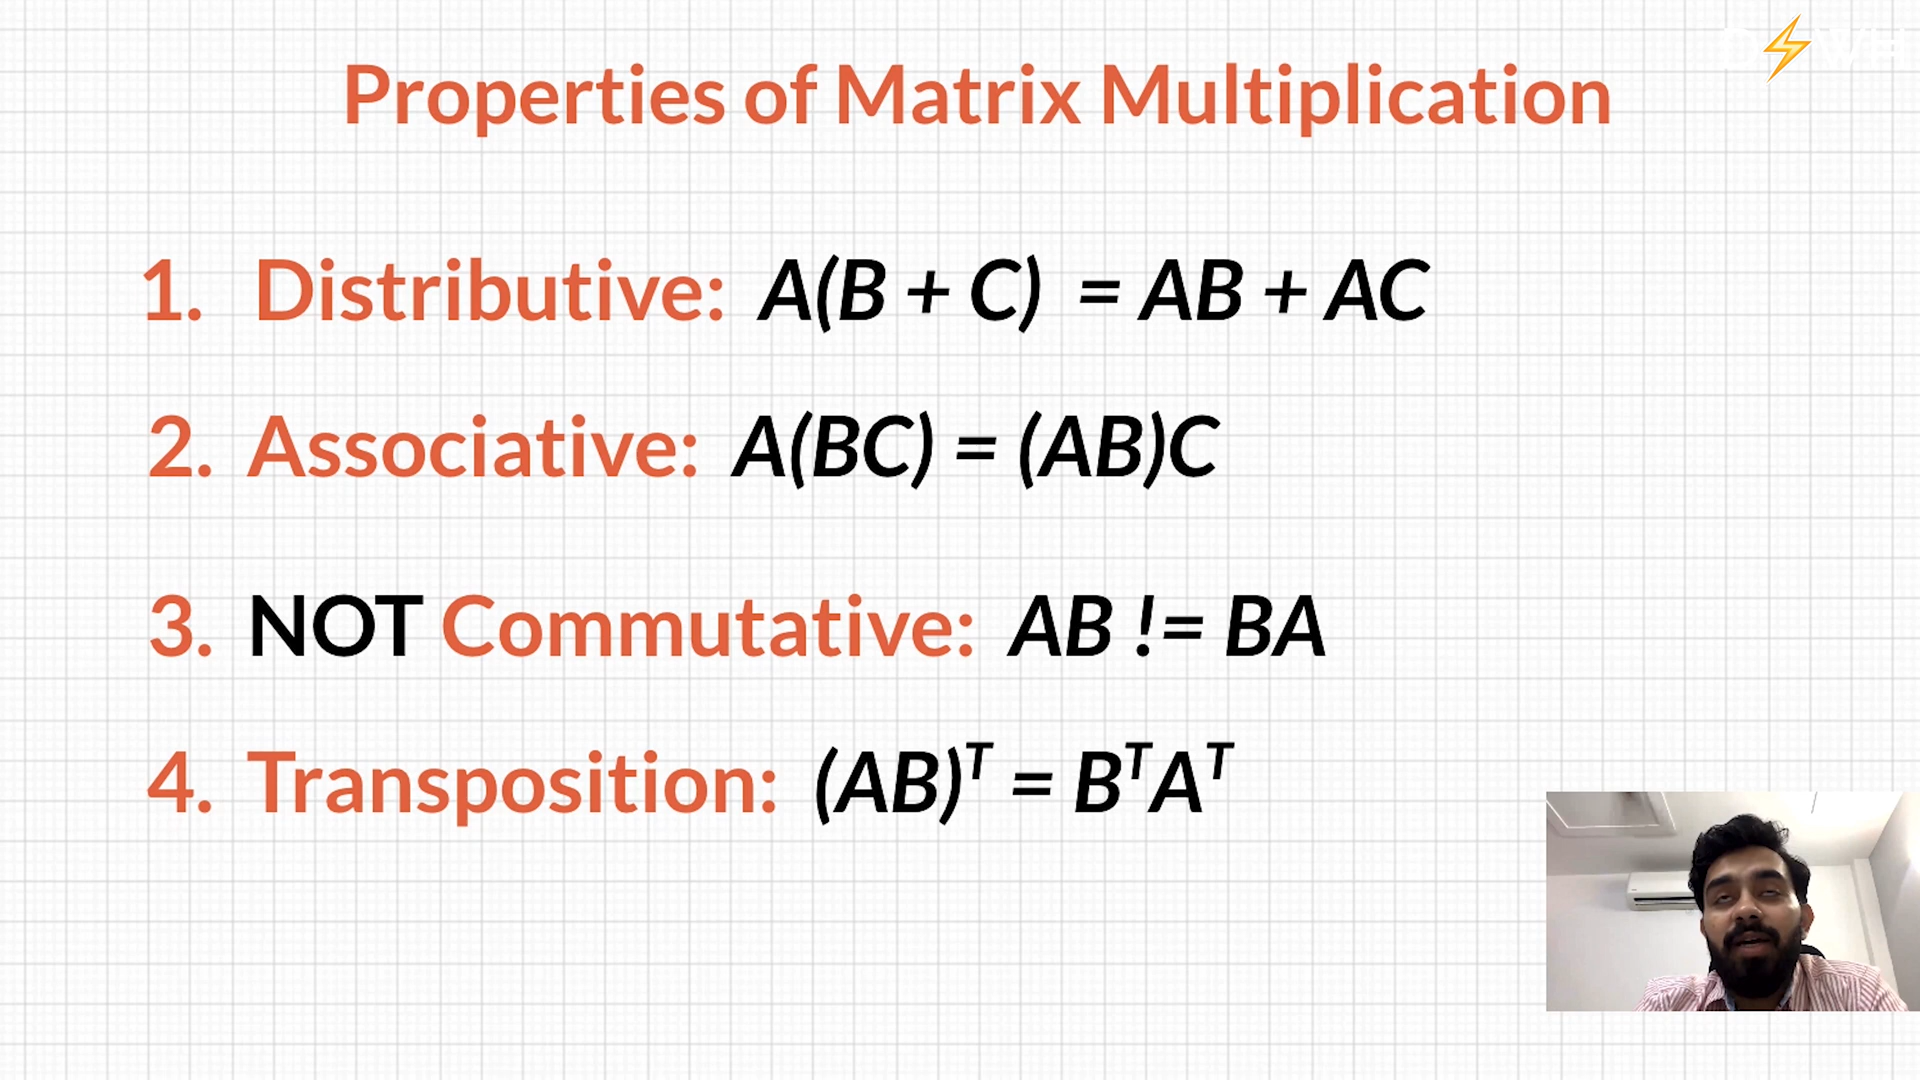 Properties of Matrix Multiplication
1. Distributive: A(B + C) = AB + AC
2. Associative: A(BC) = (AB)C
3. NOT Commutative: AB != BA
4. Transposition: (AB)ᵀ = BᵀAᵀ